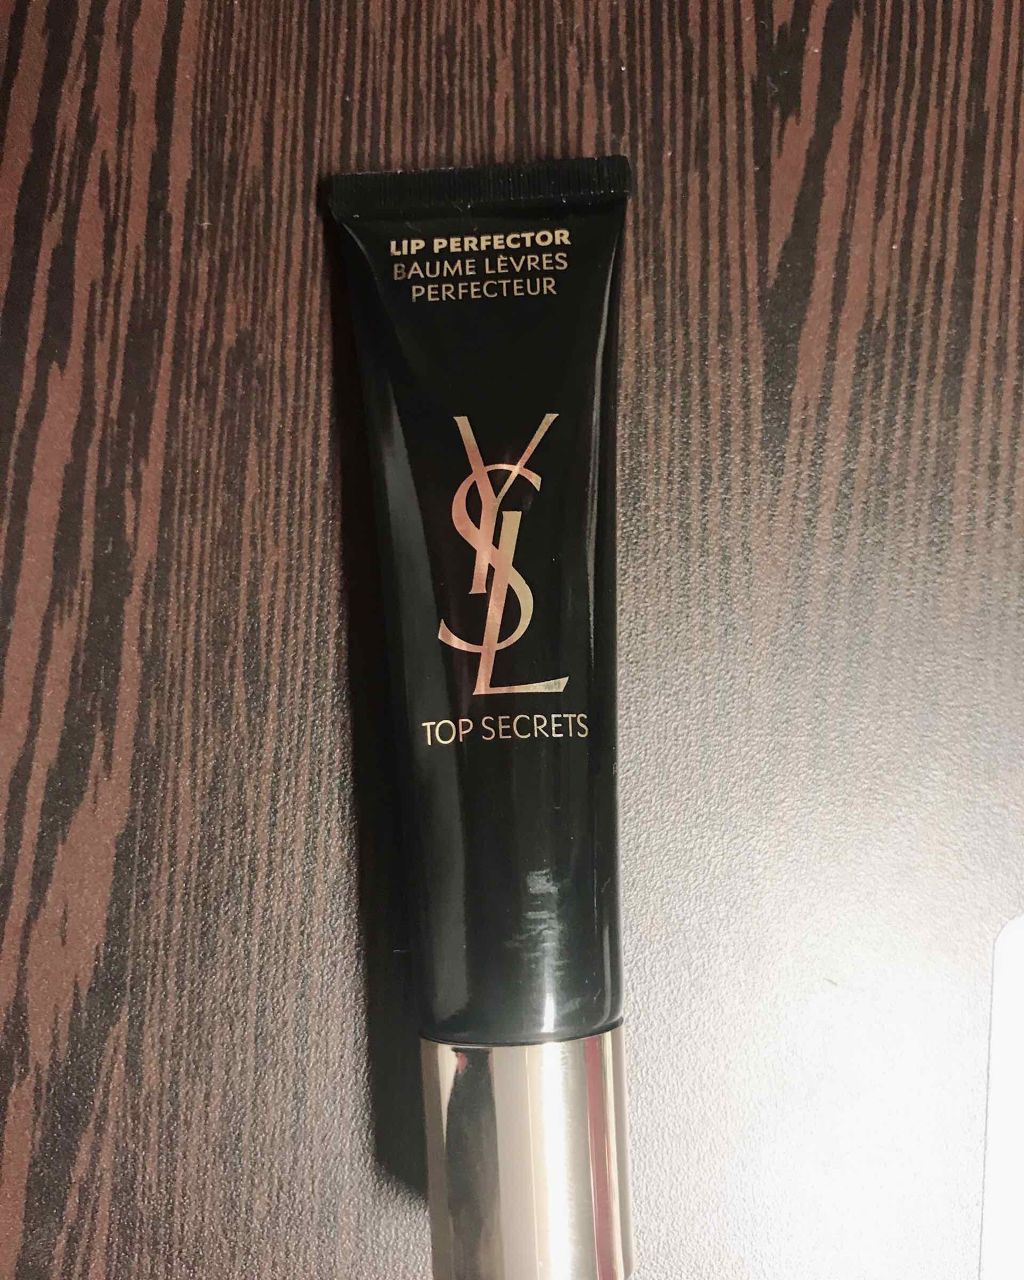 LIP PERFECTOR
BAUME LÈVRES
PERFECTEUR
YSL
TOP SECRETS